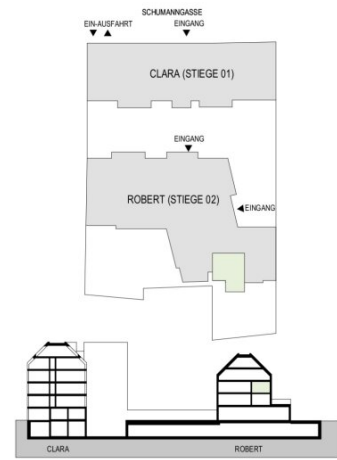 SCHUMANNGASSE
EIN-AUSFAHRT EINGANG
CLARA (STIEGE 01)
EINGANG
ROBERT (STIEGE 02)
EINGANG
CLARA ROBERT